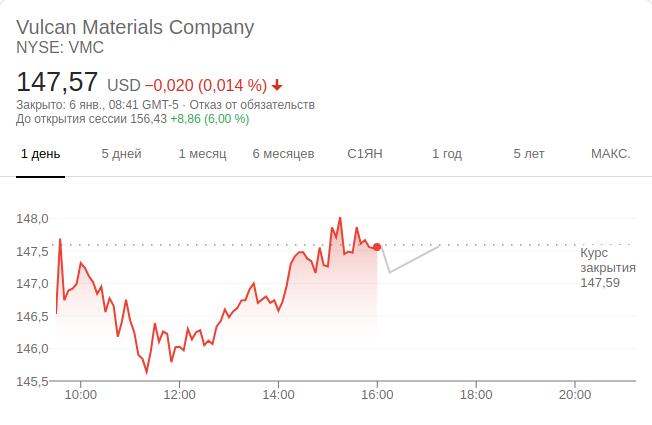 Vulcan Materials Company
NYSE: VMC
147,57 USD −0,020 (0,014 %)
Закрыто: 6 янв., 08:41 GMT-5 · Отказ от обязательств
До открытия сессии 156,43 +8,86 (6,00 %)
1 день 5 дней 1 месяц 6 месяцев С1ЯН 1 год 5 лет МАКС.
148,0
147,5
Курс
закрытия
147,59
147,0
146,5
146,0
145,5
10:00 12:00 14:00 16:00 18:00 20:00